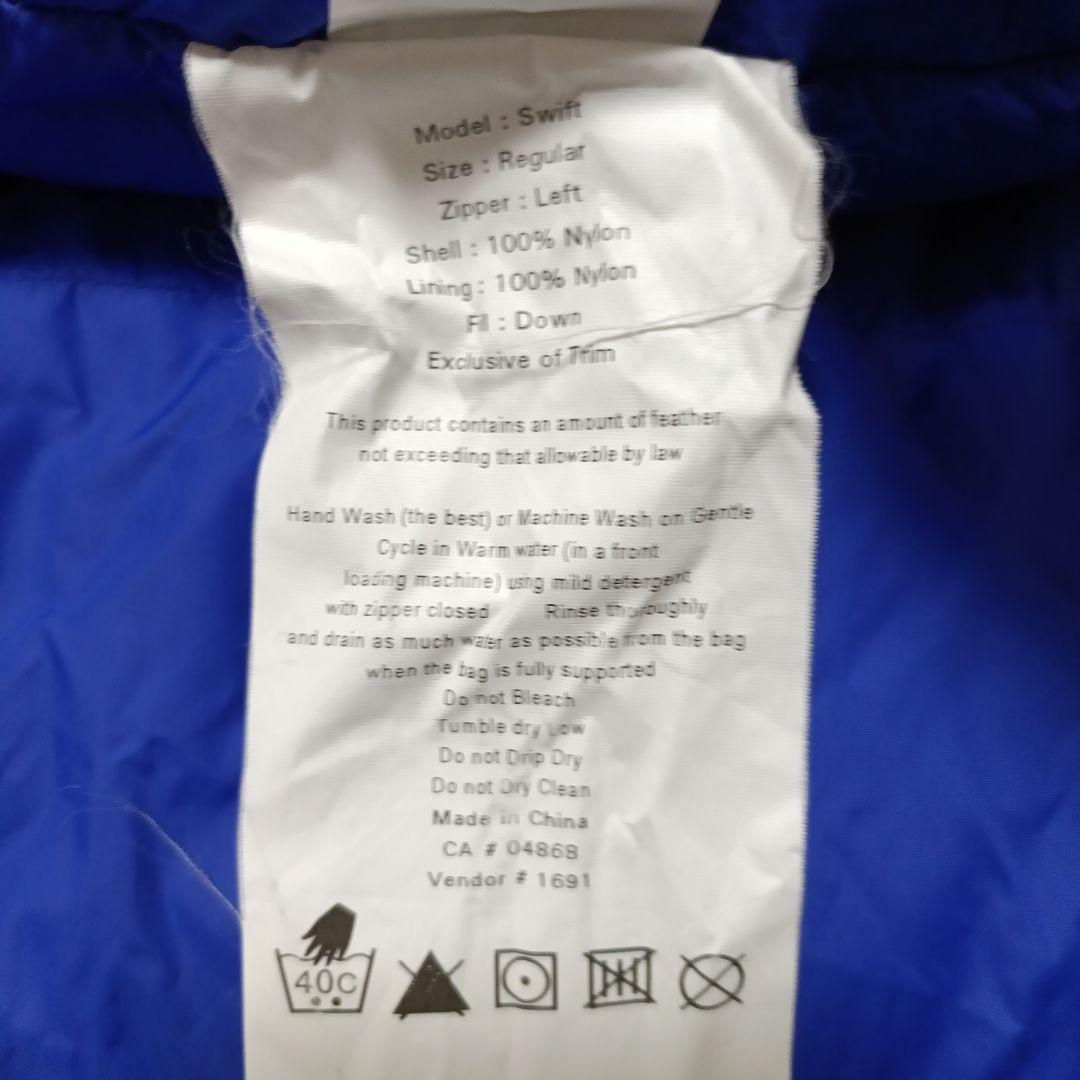 Model : Swift
Size : Regular
Zipper : Left
Shell : 100% Nylon
Lining : 100% Nylon
Fil : Down
Exclusive of Trim
This product contains an amount of feather
not exceeding that allowable by law
Hand Wash (the best) or Machine Wash on Gentle
Cycle in Warm water (in a front
loading machine) using mild detergent
with zipper closed Rinse thoroughly
and drain as much water as possible from the bag
when the bag is fully supported
Do not Bleach
Tumble dry Low
Do not Drip Dry
Do not Dry Clean
Made in China
CA # 04868
Vendor # 1691
40C